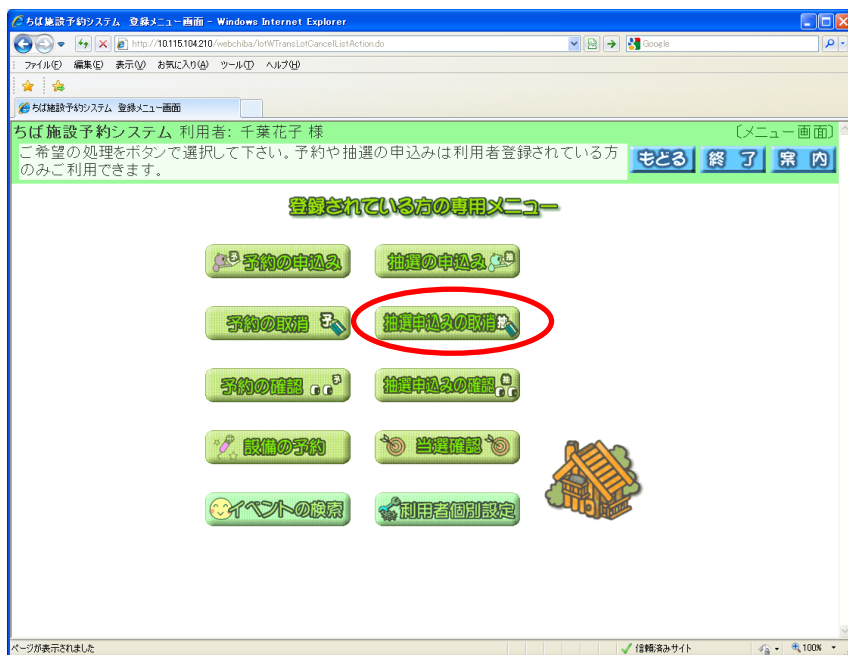 ちば施設予約システム 登録メニュー画面 - Windows Internet Explorer
http://10.115.104.210/webchiba/lotWTransLotCancelListAction.do
Google
ファイル(F) 編集(E) 表示(V) お気に入り(A) ツール(T) ヘルプ(H)
ちば施設予約システム 登録メニュー画面
ちば施設予約システム 利用者: 千葉花子 様 〔メニュー画面〕
ご希望の処理をボタンで選択して下さい。予約や抽選の申込みは利用者登録されている方
のみご利用できます。
もどる 終了 案内
登録されている方の専用メニュー
予約の申込み 抽選の申込み
予約の取消 抽選申込みの取消
予約の確認 抽選申込みの確認
設備の予約 当選確認
イベントの検索 利用者個別設定
ページが表示されました 信頼済みサイト 100%